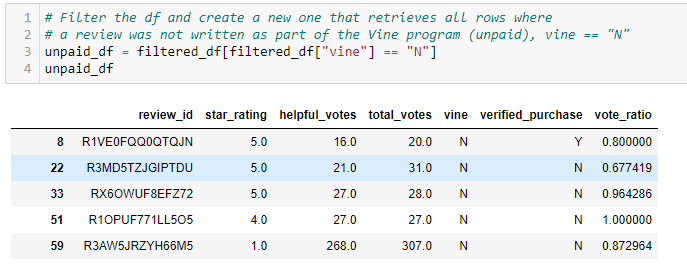 1 # Filter the df and create a new one that retrieves all rows where
2 # a review was not written as part of the Vine program (unpaid), vine == "N"
3 unpaid_df = filtered_df[filtered_df["vine"] == "N"]
4 unpaid_df
review_id star_rating helpful_votes total_votes vine verified_purchase vote_ratio
8 R1VE0FQQ0QTQJN 5.0 16.0 20.0 N Y 0.800000
22 R3MD5TZJGIPTDU 5.0 21.0 31.0 N N 0.677419
33 RX6OWUF8EFZ72 5.0 27.0 28.0 N N 0.964286
51 R1OPUF771LL5O5 4.0 27.0 27.0 N N 1.000000
59 R3AW5JRZYH66M5 1.0 268.0 307.0 N N 0.872964